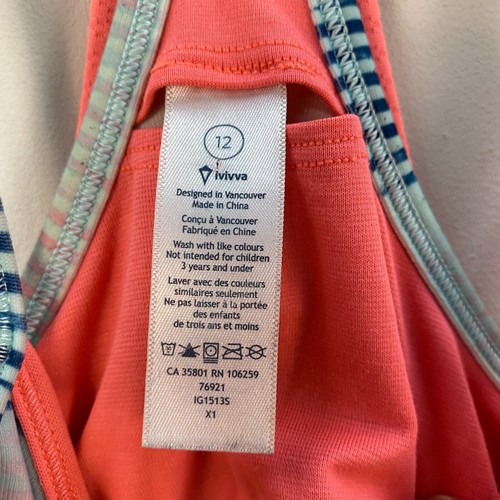 12
ivivva
Designed in Vancouver
Made in China
Conçu à Vancouver
Fabriqué en Chine
Wash with like colours
Not intended for children
3 years and under
Laver avec des couleurs
similaires seulement
Ne pas laisser à la portée
des enfants
de trois ans et moins
CA 35801 RN 106259
76921
IG1513S
X1